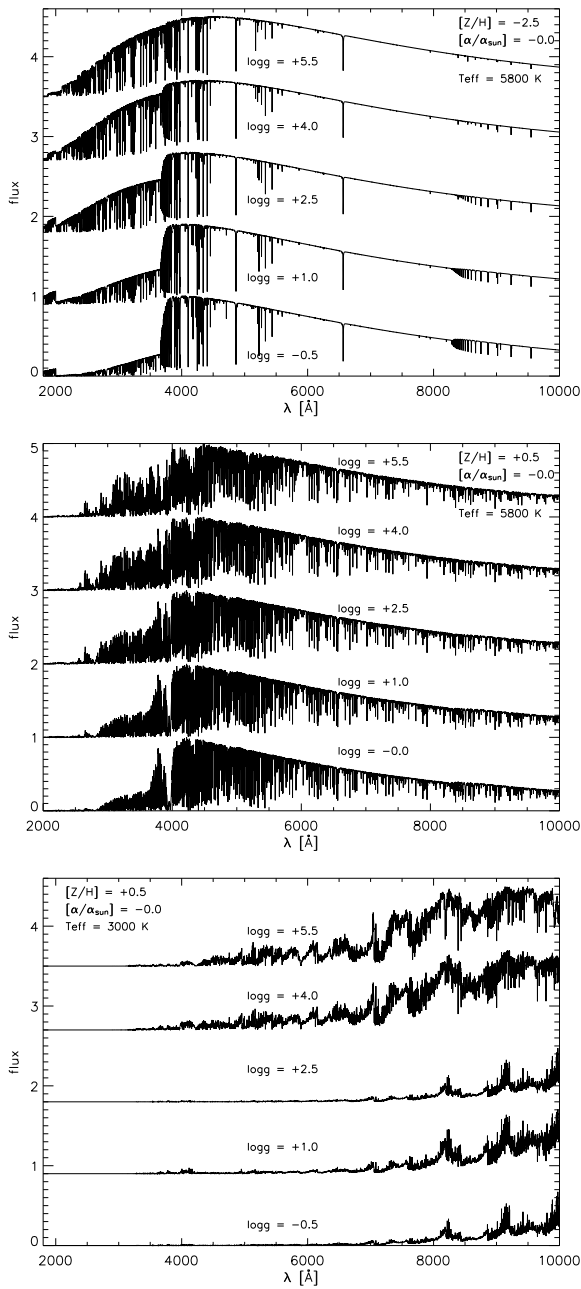 [Z/H] = −2.5
[α/αsun] = −0.0
Teff = 5800 K
logg = +5.5
logg = +4.0
logg = +2.5
logg = +1.0
logg = −0.5
flux
4
3
2
1
0
2000 4000 6000 8000 10000
λ [Å]
[Z/H] = +0.5
[α/αsun] = −0.0
Teff = 5800 K
logg = +5.5
logg = +4.0
logg = +2.5
logg = +1.0
logg = −0.0
flux
5
4
3
2
1
0
2000 4000 6000 8000 10000
λ [Å]
[Z/H] = +0.5
[α/αsun] = −0.0
Teff = 3000 K
logg = +5.5
logg = +4.0
logg = +2.5
logg = +1.0
logg = −0.5
flux
4
3
2
1
0
2000 4000 6000 8000 10000
λ [Å]